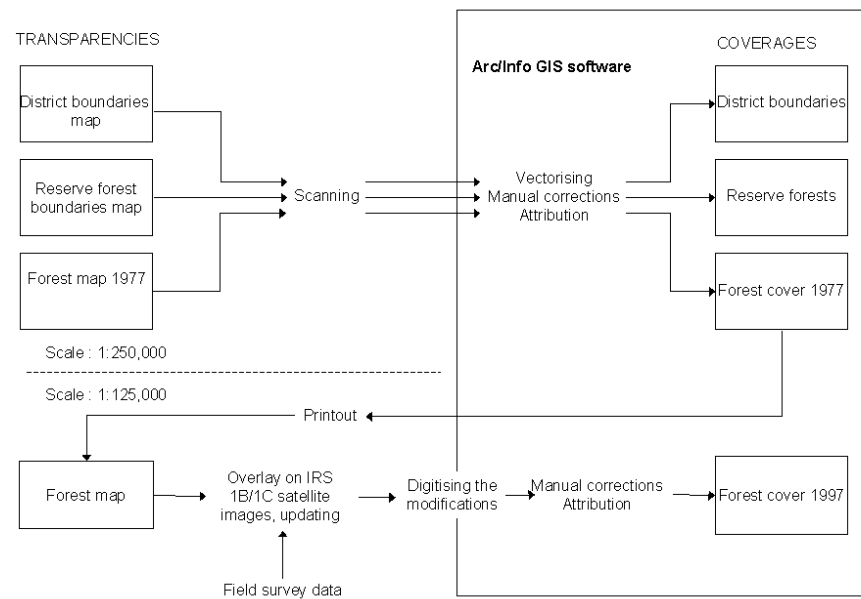 TRANSPARENCIES
COVERAGES
Arc/Info GIS software
District boundaries
map
District boundaries
Reserve forest
boundaries map
Scanning
Vectorising
Manual corrections
Attribution
Reserve forests
Forest map 1977
Forest cover 1977
Scale : 1:250,000
Scale : 1:125,000
Printout
Forest map
Overlay on IRS
1B/1C satellite
images, updating
Digitising the
modifications
Manual corrections
Attribution
Forest cover 1997
Field survey data